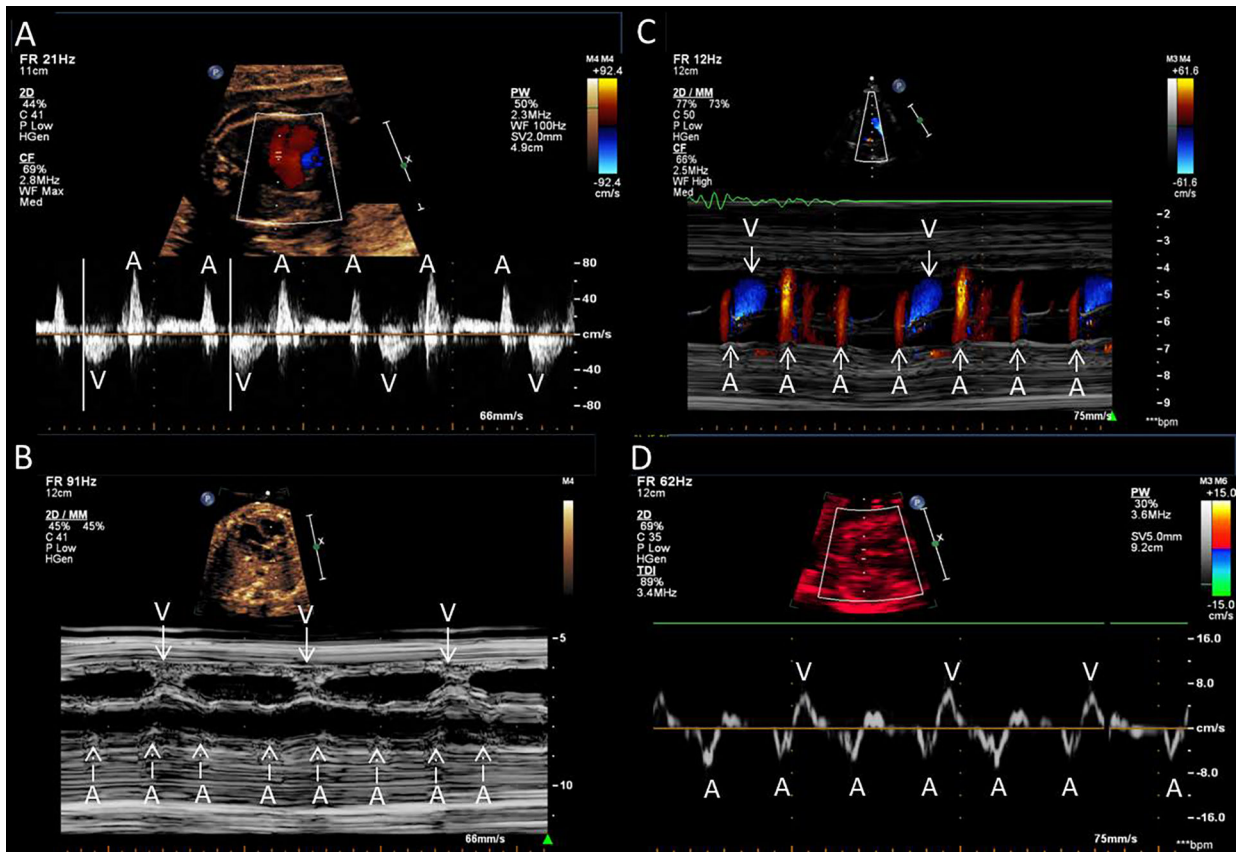 A
FR 21Hz
11cm
2D
44%
C 41
P Low
HGen
CF
69%
2.8MHz
WF Max
Med
P
x
PW
50%
2.3MHz
WF 100Hz
SV2.0mm
4.9cm
M4 M4
+92.4
-92.4
cm/s
A A A A A A
V V V V
80
40
cm/s
-40
-80
66mm/s
B
FR 91Hz
12cm
2D / MM
45% 45%
C 41
P Low
HGen
P
x
M4
V V V
A A A A A A A A
5
10
66mm/s
C
FR 12Hz
12cm
2D / MM
77% 73%
C 50
P Low
HGen
CF
66%
2.5MHz
WF High
Med
P
M3 M4
+61.6
-61.6
cm/s
V V
A A A A A A A
-2
-3
-4
-5
-6
-7
-8
-9
75mm/s
***bpm
D
FR 62Hz
12cm
2D
69%
C 35
P Low
HGen
TDI
89%
3.4MHz
P
x
PW
30%
3.6MHz
SV5.0mm
9.2cm
M3 M6
+15.0
-15.0
cm/s
V V V
A A A A A A A
16.0
8.0
cm/s
-8.0
-16.0
75mm/s
***bpm